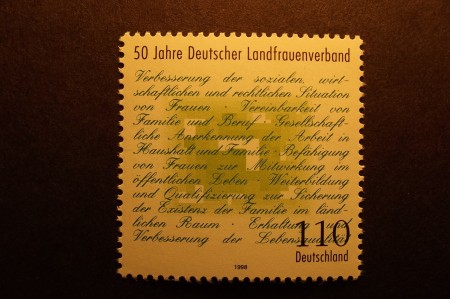 50 Jahre Deutscher Landfrauenverband
Verbesserung der sozialen, wirt-
schaftlichen und rechtlichen Situation
von Frauen · Vereinbarkeit von
Familie und Beruf · Gesellschaft-
liche Anerkennung der Arbeit in
Haushalt und Familie · Befähigung
von Frauen zur Mitwirkung im
öffentlichen Leben · Weiterbildung
und Qualifizierung zur Sicherung
der Existenz der Familie im länd-
lichen Raum · Erhaltung und
Verbesserung der Lebensqualität
110
Deutschland
1998